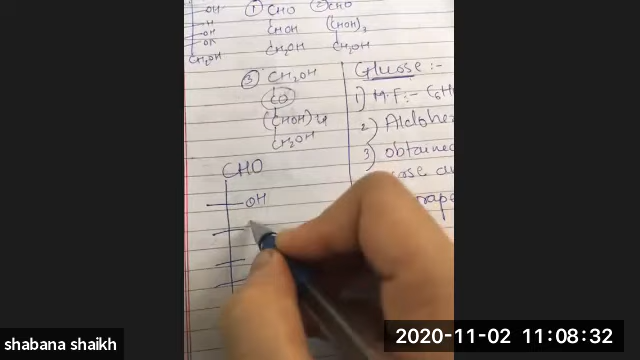 OH
H
OH
OH
CH2OH
① CHO
CHOH
CH2OH
② CHO
(CHOH)2
CH2OH
③ CH2OH
CO
(CHOH)4
CH2OH
Glucose :-
1) M.F:- C6H
2) Aldohex
3) obtained
CHO
OH
shabana shaikh
2020-11-02 11:08:32